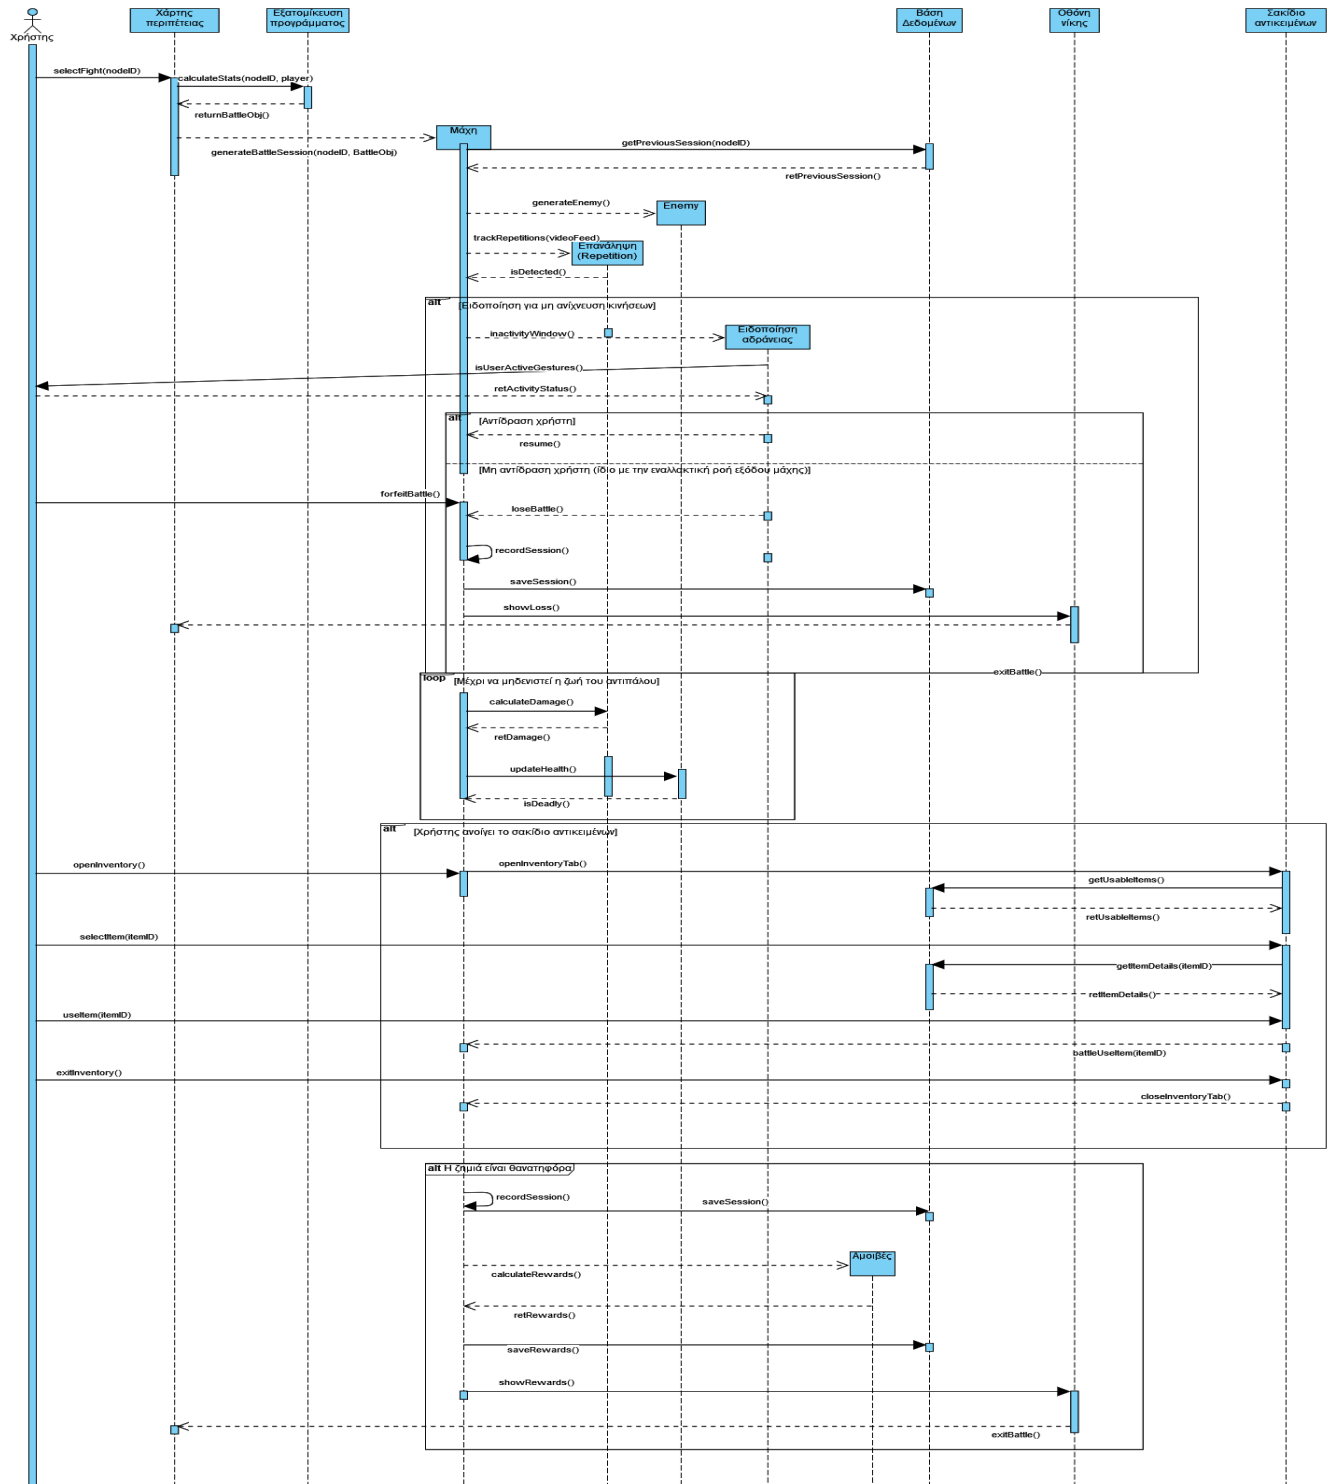 Χρήστης
Χάρτης
περιπέτειας
Εξατομίκευση
προγράμματος
Βάση
Δεδομένων
Οθόνη
νίκης
Σακίδιο
αντικειμένων
selectFight(nodeID)
calculateStats(nodeID, player)
returnBattleObj()
generateBattleSession(nodeID, BattleObj)
Μάχη
getPreviousSession(nodeID)
retPreviousSession()
generateEnemy()
Enemy
trackRepetitions(videoFeed)
Επανάληψη
(Repetition)
isDetected()
alt
[Ειδοποίηση για μη ανίχνευση κινήσεων]
inactivityWindow()
Ειδοποίηση
αδράνειας
isUserActiveGestures()
retActivityStatus()
alt
[Αντίδραση χρήστη]
resume()
[Μη αντίδραση χρήστη (ίδιο με την εναλλακτική ροή εξόδου μάχης)]
forfeitBattle()
loseBattle()
recordSession()
saveSession()
showLoss()
exitBattle()
loop
[Μέχρι να μηδενιστεί η ζωή του αντιπάλου]
calculateDamage()
retDamage()
updateHealth()
isDeadly()
alt
[Χρήστης ανοίγει το σακίδιο αντικειμένων]
openInventory()
openInventoryTab()
getUsableItems()
retUsableItems()
selectItem(itemID)
getItemDetails(itemID)
retItemDetails()
useItem(itemID)
battleUseItem(itemID)
exitInventory()
closeInventoryTab()
alt Η ζημιά είναι θανατηφόρα
recordSession()
saveSession()
Αμοιβές
calculateRewards()
retRewards()
saveRewards()
showRewards()
exitBattle()